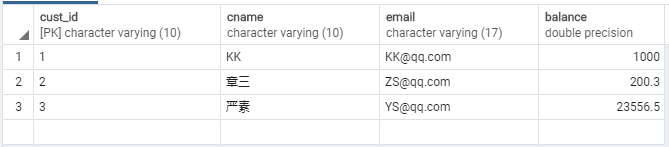 cust_id cname email balance
[PK] character varying (10) character varying (10) character varying (17) double precision
1 1 KK KK@qq.com 1000
2 2 章三 ZS@qq.com 200.3
3 3 严素 YS@qq.com 23556.5